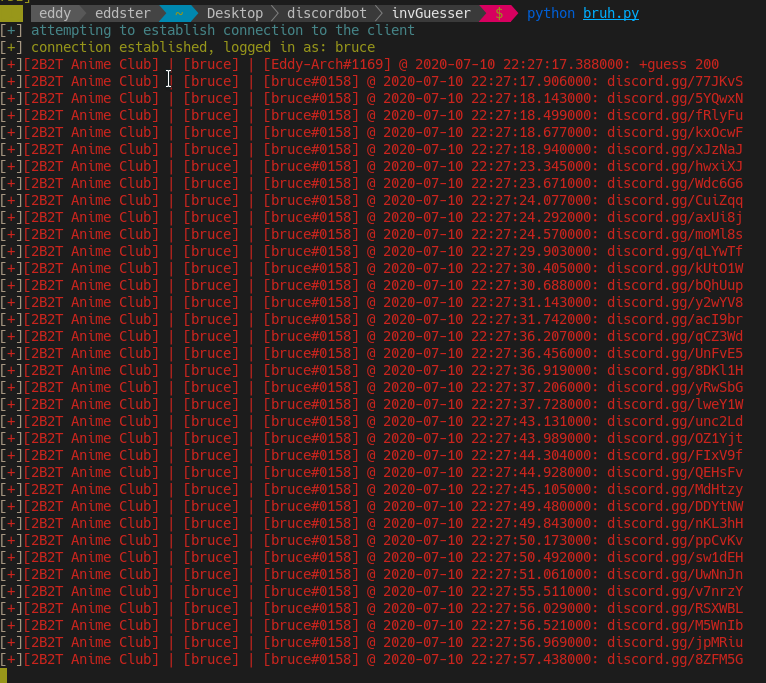 eddy eddster ~ Desktop discordbot invGuesser $ python bruh.py
[+] attempting to establish connection to the client
[+] connection established, logged in as: bruce
[+][2B2T Anime Club] | [bruce] | [Eddy-Arch#1169] @ 2020-07-10 22:27:17.388000: +guess 200
[+][2B2T Anime Club] | [bruce] | [bruce#0158] @ 2020-07-10 22:27:17.906000: discord.gg/77JKvS
[+][2B2T Anime Club] | [bruce] | [bruce#0158] @ 2020-07-10 22:27:18.143000: discord.gg/5YQwxN
[+][2B2T Anime Club] | [bruce] | [bruce#0158] @ 2020-07-10 22:27:18.499000: discord.gg/fRlyFu
[+][2B2T Anime Club] | [bruce] | [bruce#0158] @ 2020-07-10 22:27:18.677000: discord.gg/kxOcwF
[+][2B2T Anime Club] | [bruce] | [bruce#0158] @ 2020-07-10 22:27:18.940000: discord.gg/xJzNaJ
[+][2B2T Anime Club] | [bruce] | [bruce#0158] @ 2020-07-10 22:27:23.345000: discord.gg/hwxiXJ
[+][2B2T Anime Club] | [bruce] | [bruce#0158] @ 2020-07-10 22:27:23.671000: discord.gg/Wdc6G6
[+][2B2T Anime Club] | [bruce] | [bruce#0158] @ 2020-07-10 22:27:24.077000: discord.gg/CuiZqq
[+][2B2T Anime Club] | [bruce] | [bruce#0158] @ 2020-07-10 22:27:24.292000: discord.gg/axUi8j
[+][2B2T Anime Club] | [bruce] | [bruce#0158] @ 2020-07-10 22:27:24.570000: discord.gg/moMl8s
[+][2B2T Anime Club] | [bruce] | [bruce#0158] @ 2020-07-10 22:27:29.903000: discord.gg/qLYwTf
[+][2B2T Anime Club] | [bruce] | [bruce#0158] @ 2020-07-10 22:27:30.405000: discord.gg/kUtO1W
[+][2B2T Anime Club] | [bruce] | [bruce#0158] @ 2020-07-10 22:27:30.688000: discord.gg/bQhUup
[+][2B2T Anime Club] | [bruce] | [bruce#0158] @ 2020-07-10 22:27:31.143000: discord.gg/y2wYV8
[+][2B2T Anime Club] | [bruce] | [bruce#0158] @ 2020-07-10 22:27:31.742000: discord.gg/acI9br
[+][2B2T Anime Club] | [bruce] | [bruce#0158] @ 2020-07-10 22:27:36.207000: discord.gg/qCZ3Wd
[+][2B2T Anime Club] | [bruce] | [bruce#0158] @ 2020-07-10 22:27:36.456000: discord.gg/UnFvE5
[+][2B2T Anime Club] | [bruce] | [bruce#0158] @ 2020-07-10 22:27:36.919000: discord.gg/8DKl1H
[+][2B2T Anime Club] | [bruce] | [bruce#0158] @ 2020-07-10 22:27:37.206000: discord.gg/yRwSbG
[+][2B2T Anime Club] | [bruce] | [bruce#0158] @ 2020-07-10 22:27:37.728000: discord.gg/lweY1W
[+][2B2T Anime Club] | [bruce] | [bruce#0158] @ 2020-07-10 22:27:43.131000: discord.gg/unc2Ld
[+][2B2T Anime Club] | [bruce] | [bruce#0158] @ 2020-07-10 22:27:43.989000: discord.gg/OZ1Yjt
[+][2B2T Anime Club] | [bruce] | [bruce#0158] @ 2020-07-10 22:27:44.304000: discord.gg/FIxV9f
[+][2B2T Anime Club] | [bruce] | [bruce#0158] @ 2020-07-10 22:27:44.928000: discord.gg/QEHsFv
[+][2B2T Anime Club] | [bruce] | [bruce#0158] @ 2020-07-10 22:27:45.105000: discord.gg/MdHtzy
[+][2B2T Anime Club] | [bruce] | [bruce#0158] @ 2020-07-10 22:27:49.480000: discord.gg/DDYtNW
[+][2B2T Anime Club] | [bruce] | [bruce#0158] @ 2020-07-10 22:27:49.843000: discord.gg/nKL3hH
[+][2B2T Anime Club] | [bruce] | [bruce#0158] @ 2020-07-10 22:27:50.173000: discord.gg/ppCvKv
[+][2B2T Anime Club] | [bruce] | [bruce#0158] @ 2020-07-10 22:27:50.492000: discord.gg/sw1dEH
[+][2B2T Anime Club] | [bruce] | [bruce#0158] @ 2020-07-10 22:27:51.061000: discord.gg/UwNnJn
[+][2B2T Anime Club] | [bruce] | [bruce#0158] @ 2020-07-10 22:27:55.511000: discord.gg/v7nrzY
[+][2B2T Anime Club] | [bruce] | [bruce#0158] @ 2020-07-10 22:27:56.029000: discord.gg/RSXWBL
[+][2B2T Anime Club] | [bruce] | [bruce#0158] @ 2020-07-10 22:27:56.521000: discord.gg/M5WnIb
[+][2B2T Anime Club] | [bruce] | [bruce#0158] @ 2020-07-10 22:27:56.969000: discord.gg/jpMRiu
[+][2B2T Anime Club] | [bruce] | [bruce#0158] @ 2020-07-10 22:27:57.438000: discord.gg/8ZFM5G